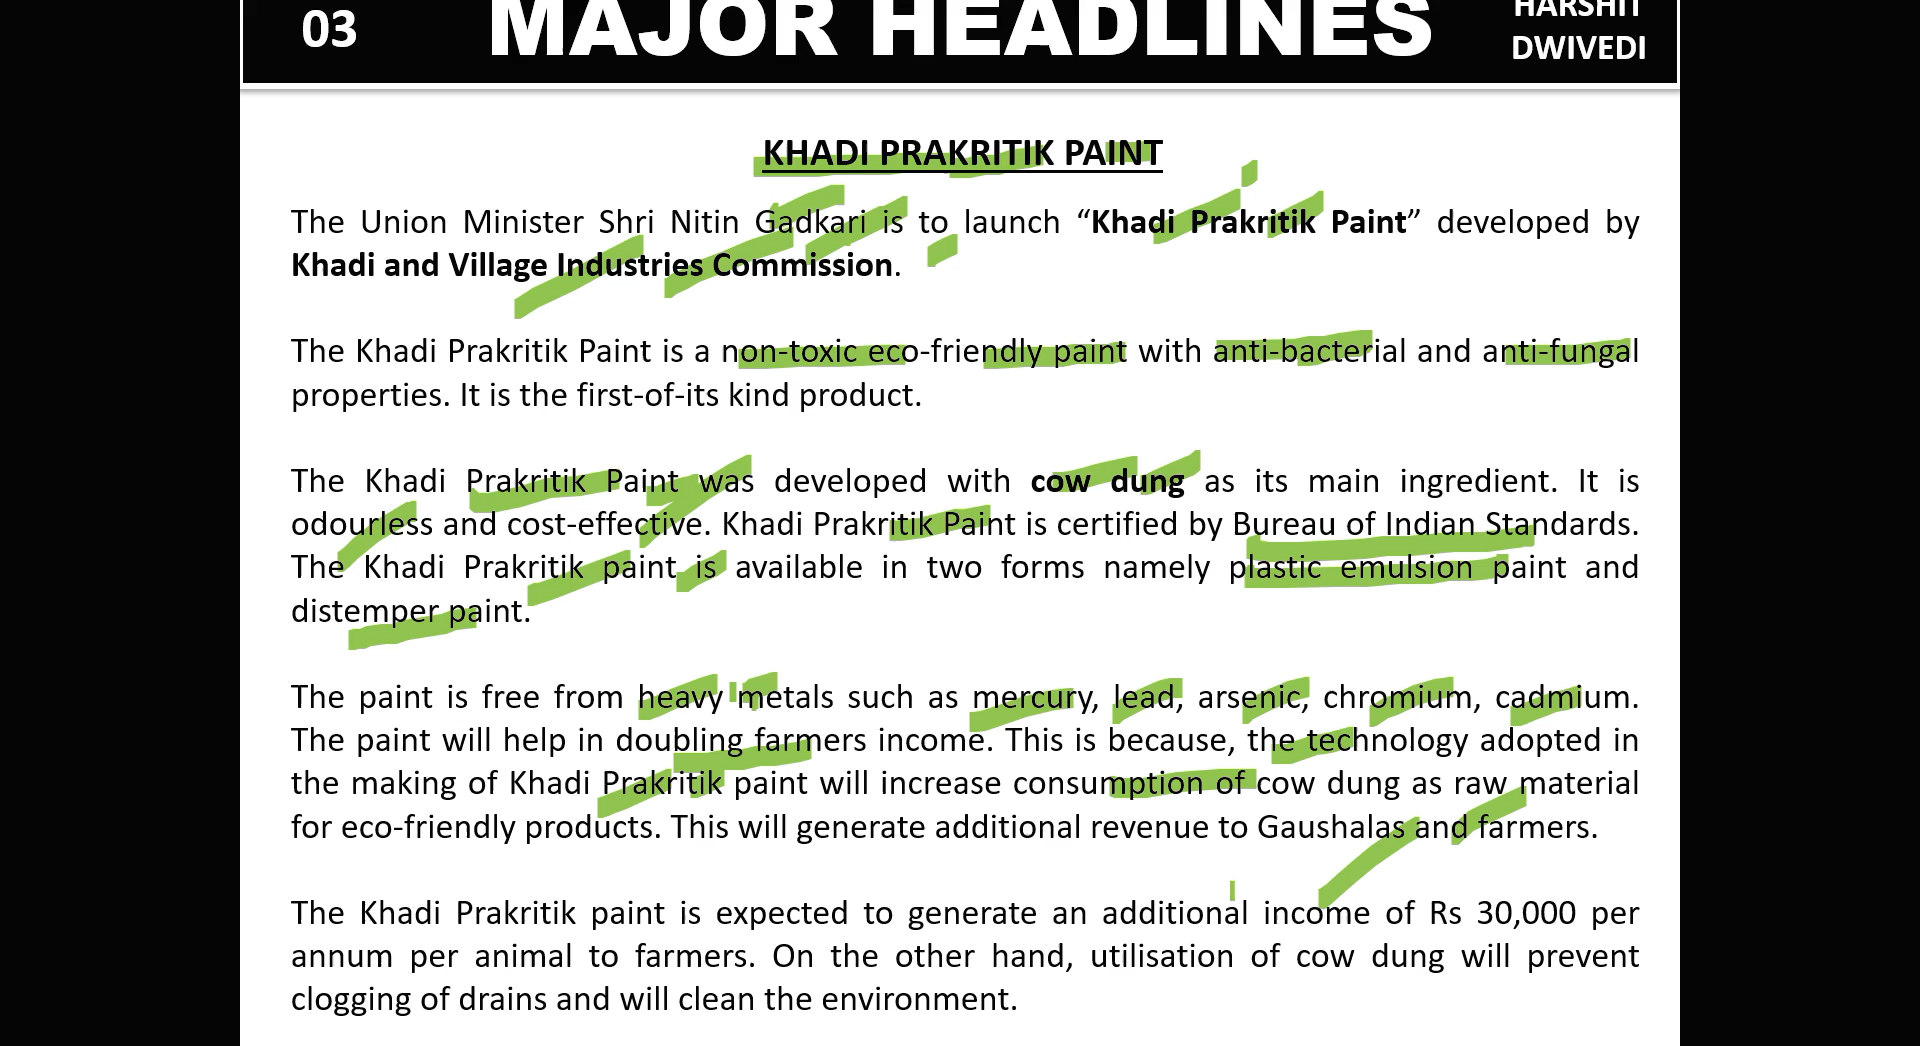 03
MAJOR HEADLINES
HARSHIT
DWIVEDI
KHADI PRAKRITIK PAINT
The Union Minister Shri Nitin Gadkari is to launch “Khadi Prakritik Paint” developed by
Khadi and Village Industries Commission.
The Khadi Prakritik Paint is a non-toxic eco-friendly paint with anti-bacterial and anti-fungal
properties. It is the first-of-its kind product.
The Khadi Prakritik Paint was developed with cow dung as its main ingredient. It is
odourless and cost-effective. Khadi Prakritik Paint is certified by Bureau of Indian Standards.
The Khadi Prakritik paint is available in two forms namely plastic emulsion paint and
distemper paint.
The paint is free from heavy metals such as mercury, lead, arsenic, chromium, cadmium.
The paint will help in doubling farmers income. This is because, the technology adopted in
the making of Khadi Prakritik paint will increase consumption of cow dung as raw material
for eco-friendly products. This will generate additional revenue to Gaushalas and farmers.
The Khadi Prakritik paint is expected to generate an additional income of Rs 30,000 per
annum per animal to farmers. On the other hand, utilisation of cow dung will prevent
clogging of drains and will clean the environment.